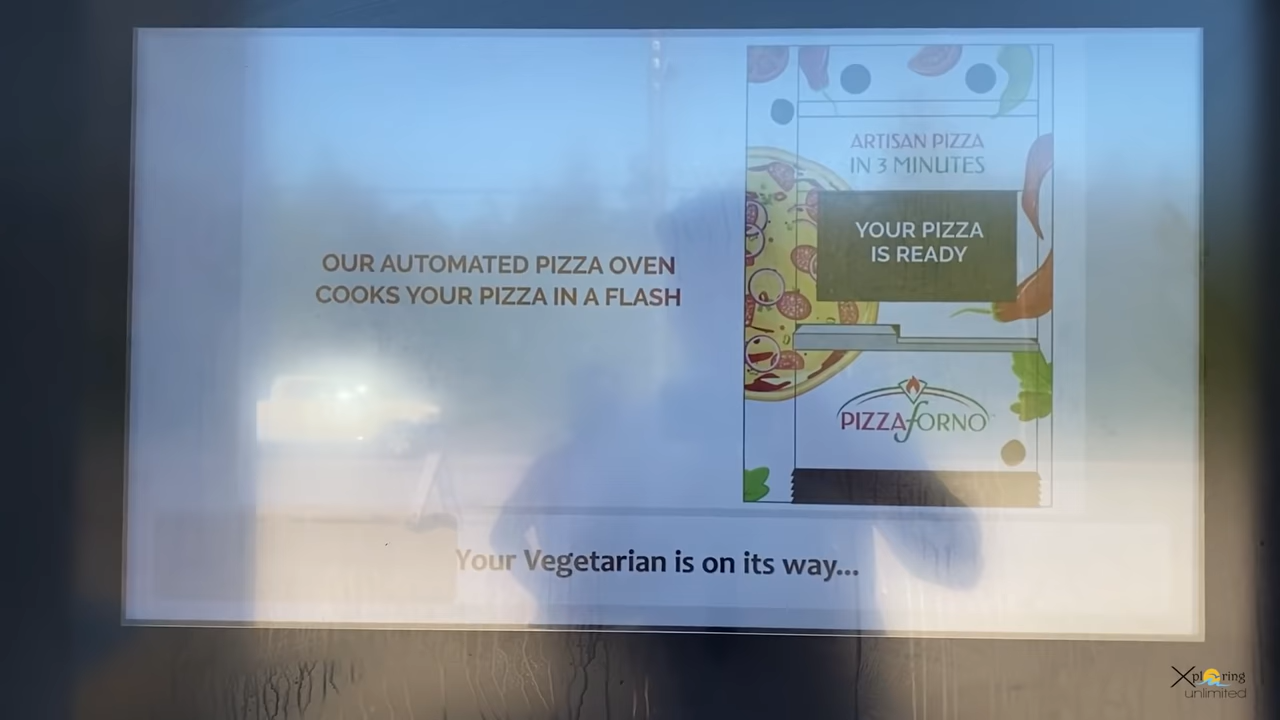 OUR AUTOMATED PIZZA OVEN
COOKS YOUR PIZZA IN A FLASH
ARTISAN PIZZA
IN 3 MINUTES
YOUR PIZZA
IS READY
PIZZAfORNO
Your Vegetarian is on its way...
Xploring
unlimited